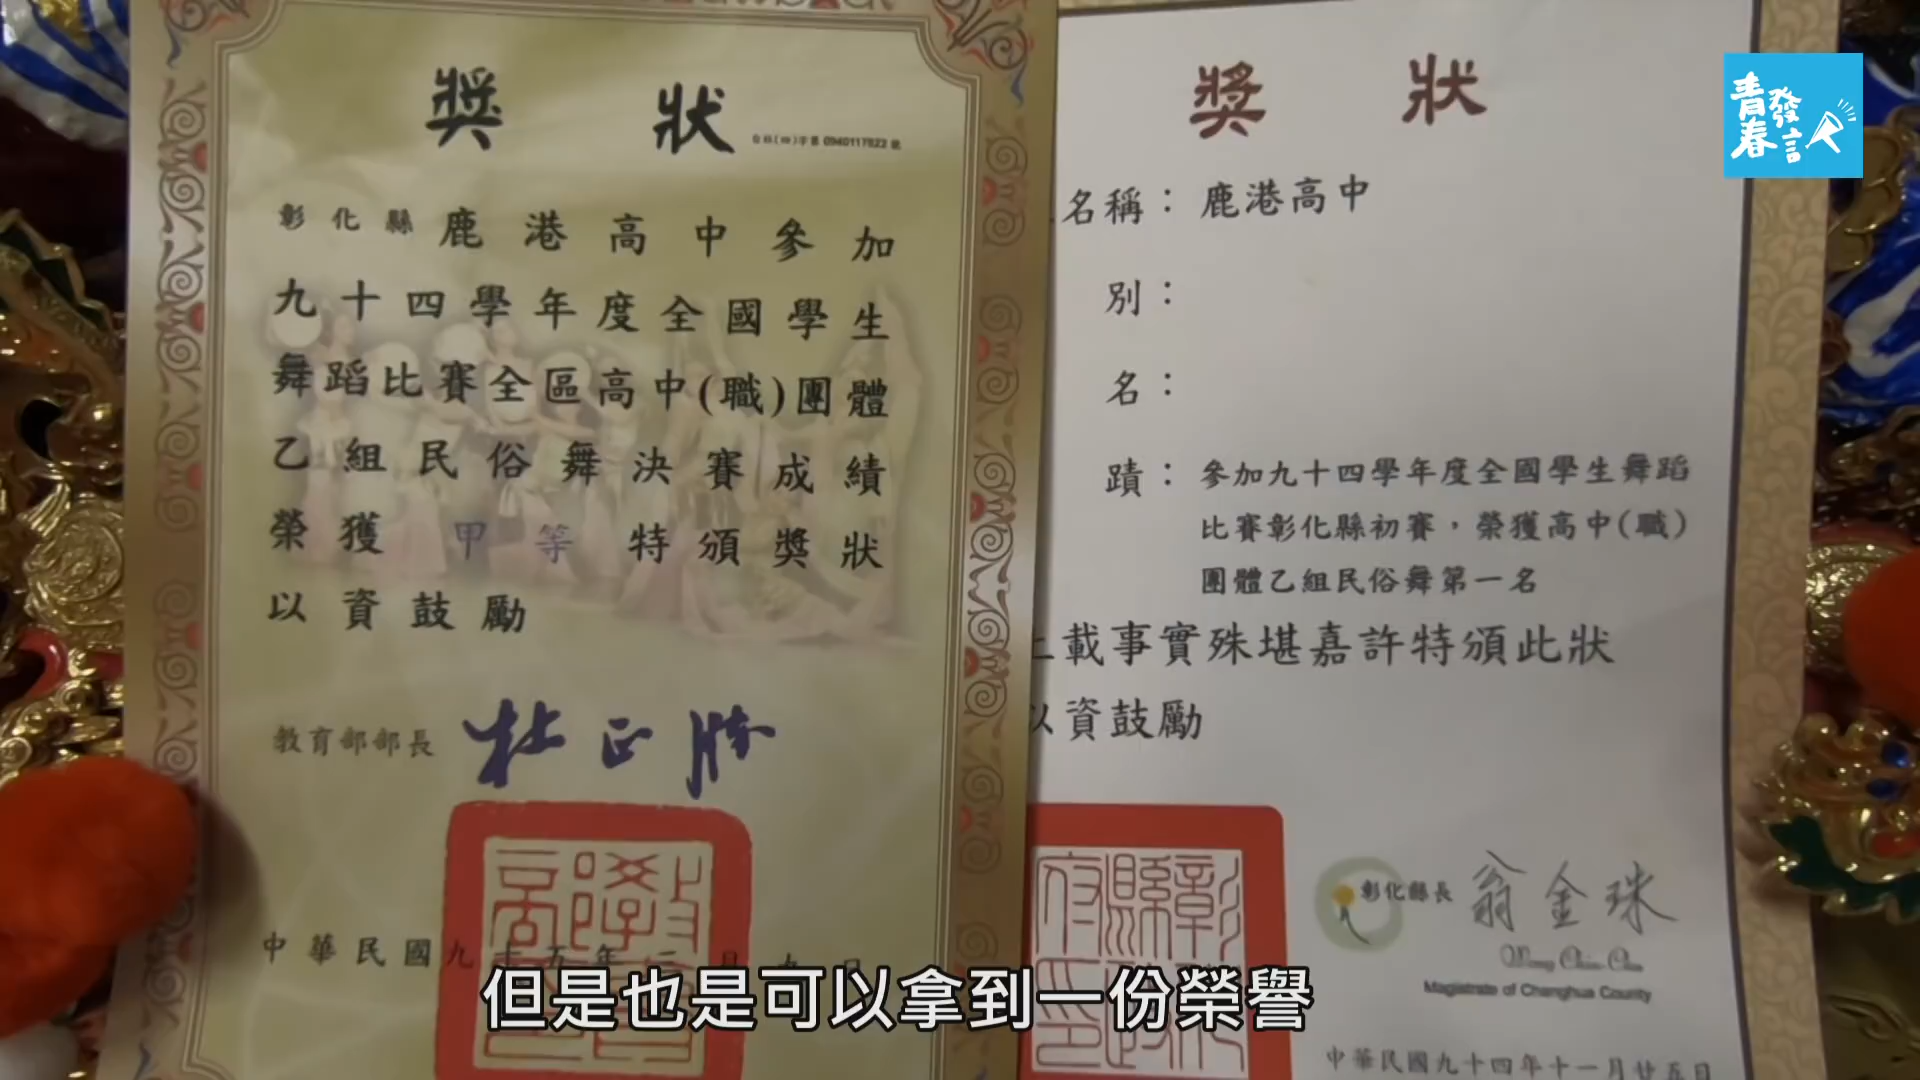 獎狀
0940117822
彰化縣鹿港高中參加
九十四學年度全國學生
舞蹈比賽全區高中(職)團體
乙組民俗舞決賽成績
榮獲甲等特頒獎狀
以資鼓勵
教育部部長 杜正勝
中華民國九十五年
獎狀
名稱：鹿港高中
別：
名：
蹟：參加九十四學年度全國學生舞蹈
比賽彰化縣初賽，榮獲高中(職)
團體乙組民俗舞第一名
上載事實殊堪嘉許特頒此狀
以資鼓勵
彰化縣長 翁金珠
Magistrate of Changhua County
中華民國九十四年十一月廿五日
青春發言人
但是也是可以拿到一份榮譽